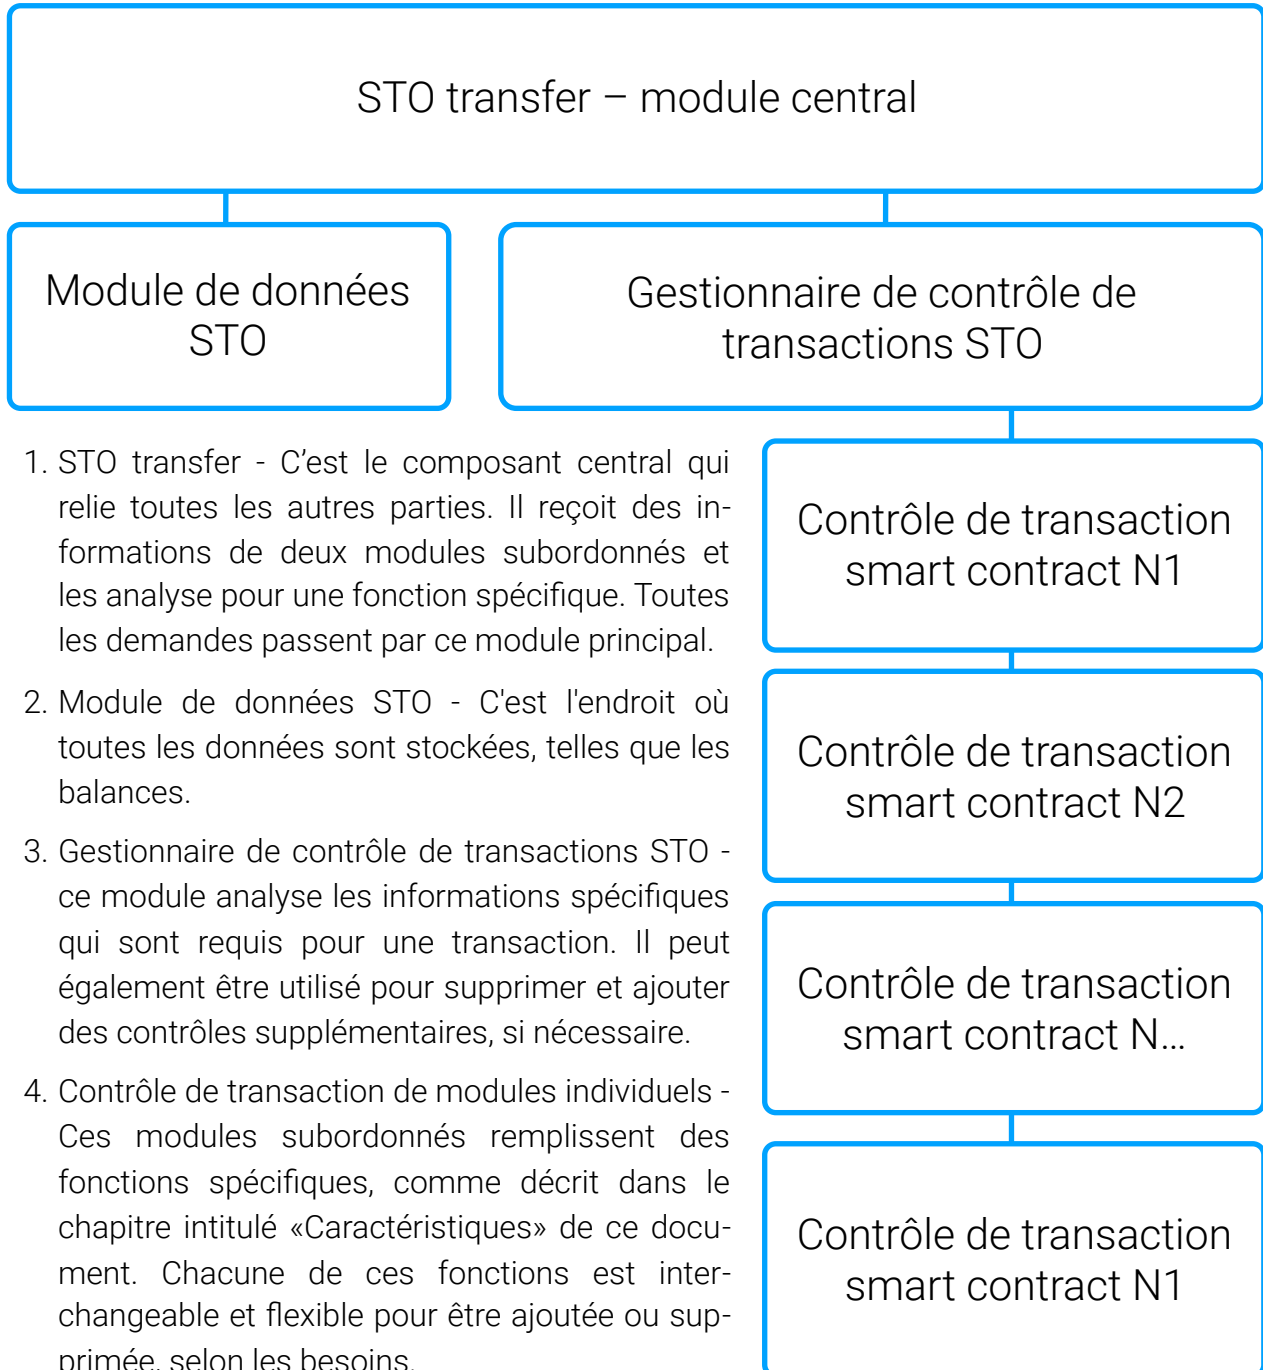 STO transfer – module central
Module de données
STO
Gestionnaire de contrôle de
transactions STO
1. STO transfer - C’est le composant central qui
relie toutes les autres parties. Il reçoit des in-
formations de deux modules subordonnés et
les analyse pour une fonction spécifique. Toutes
les demandes passent par ce module principal.
2. Module de données STO - C'est l'endroit où
toutes les données sont stockées, telles que les
balances.
3. Gestionnaire de contrôle de transactions STO -
ce module analyse les informations spécifiques
qui sont requis pour une transaction. Il peut
également être utilisé pour supprimer et ajouter
des contrôles supplémentaires, si nécessaire.
4. Contrôle de transaction de modules individuels -
Ces modules subordonnés remplissent des
fonctions spécifiques, comme décrit dans le
chapitre intitulé «Caractéristiques» de ce docu-
ment. Chacune de ces fonctions est inter-
changeable et flexible pour être ajoutée ou sup-
primée, selon les besoins.
Contrôle de transaction
smart contract N1
Contrôle de transaction
smart contract N2
Contrôle de transaction
smart contract N...
Contrôle de transaction
smart contract N1